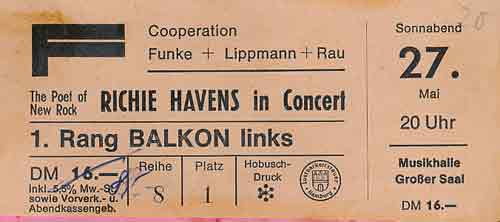 Cooperation
Funke + Lippmann + Rau
The Poet of
New Rock
RICHIE HAVENS in Concert
1. Rang BALKON links
DM 16.—
Inkl. 5,5% Mw.-St.
sowie Vorverk.- u.
Abendkassengeb.
Reihe
8
Platz
1
Hobusch-
Druck
Hamburg
Sonnabend
27.
Mai
20 Uhr
Musikhalle
Großer Saal
DM 16.—